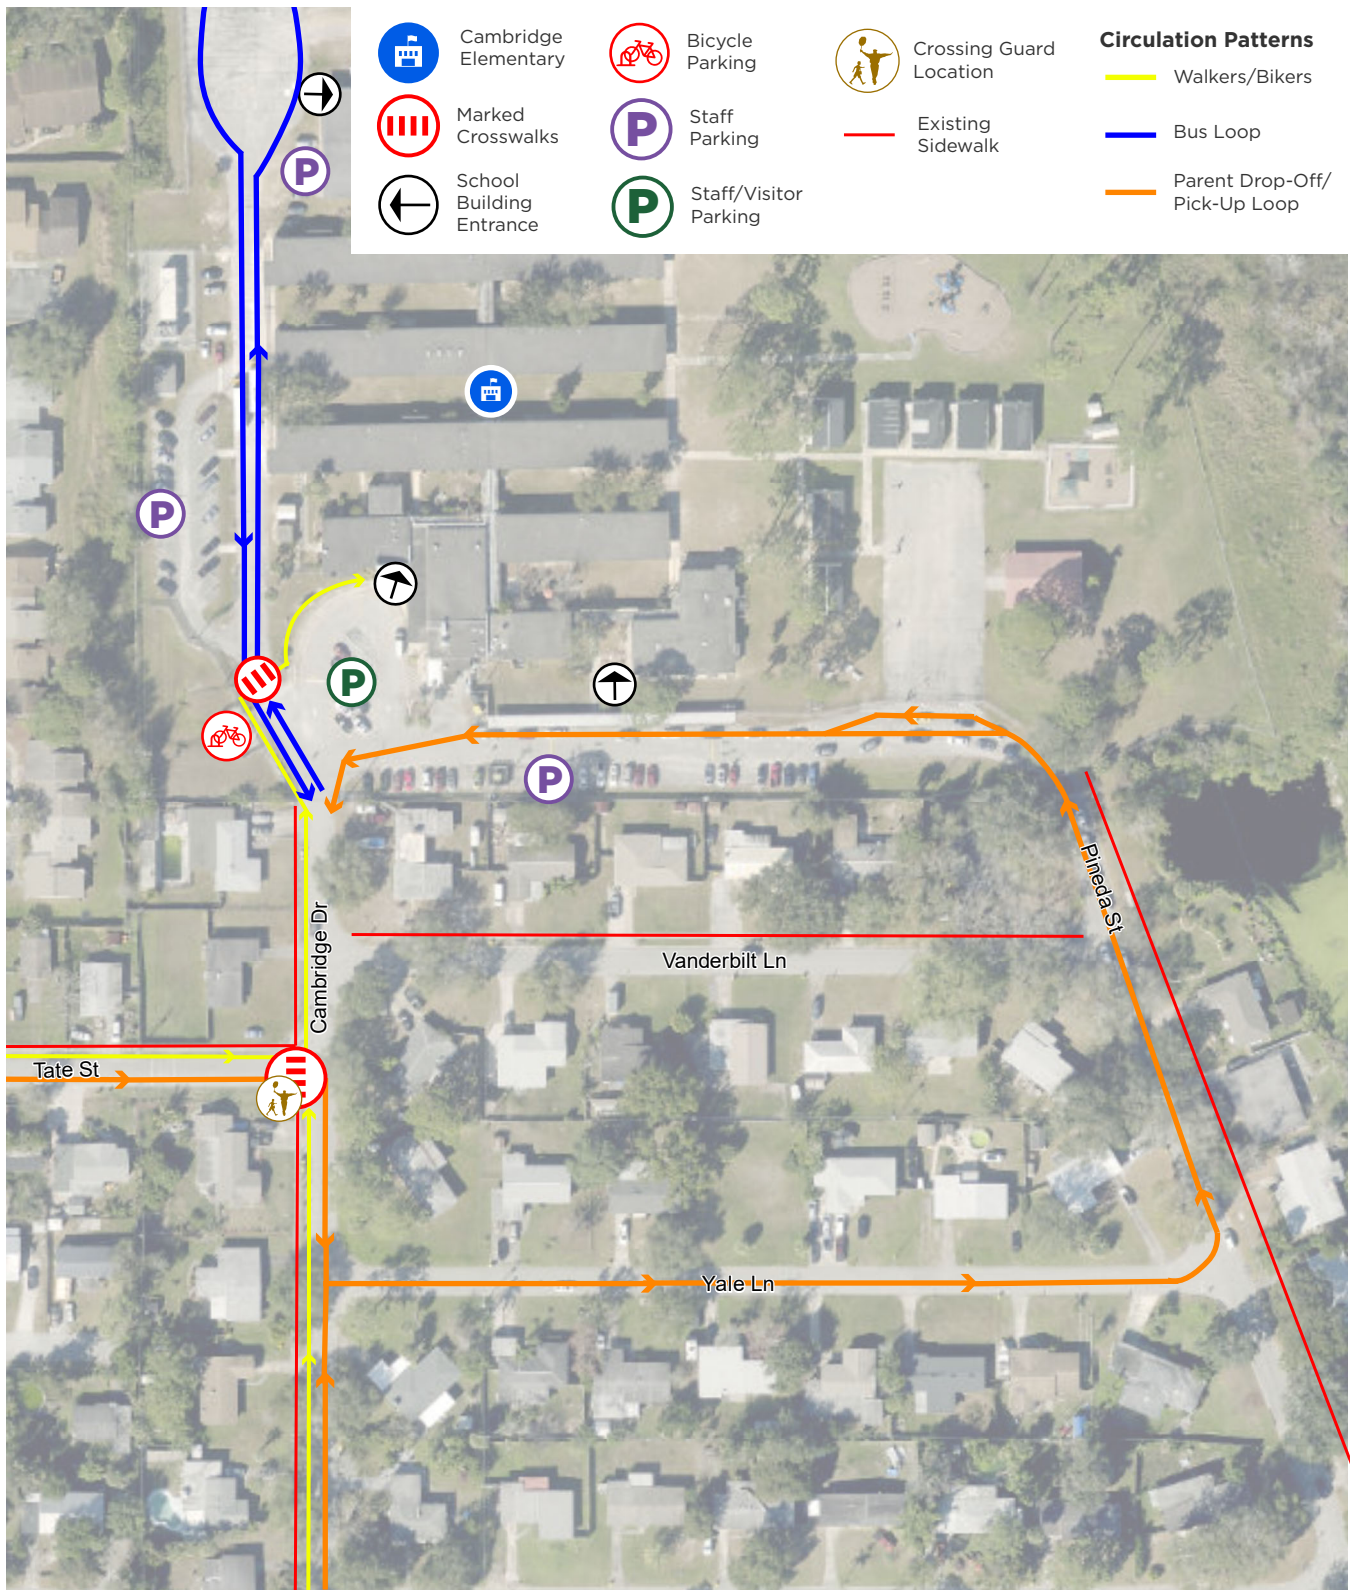 Cambridge
Elementary
Marked
Crosswalks
School
Building
Entrance
Bicycle
Parking
P
Staff
Parking
P
Staff/Visitor
Parking
Crossing Guard
Location
Existing
Sidewalk
Circulation Patterns
Walkers/Bikers
Bus Loop
Parent Drop-Off/
Pick-Up Loop
P
P
P
P
Pineda St
Cambridge Dr
Vanderbilt Ln
Tate St
Yale Ln